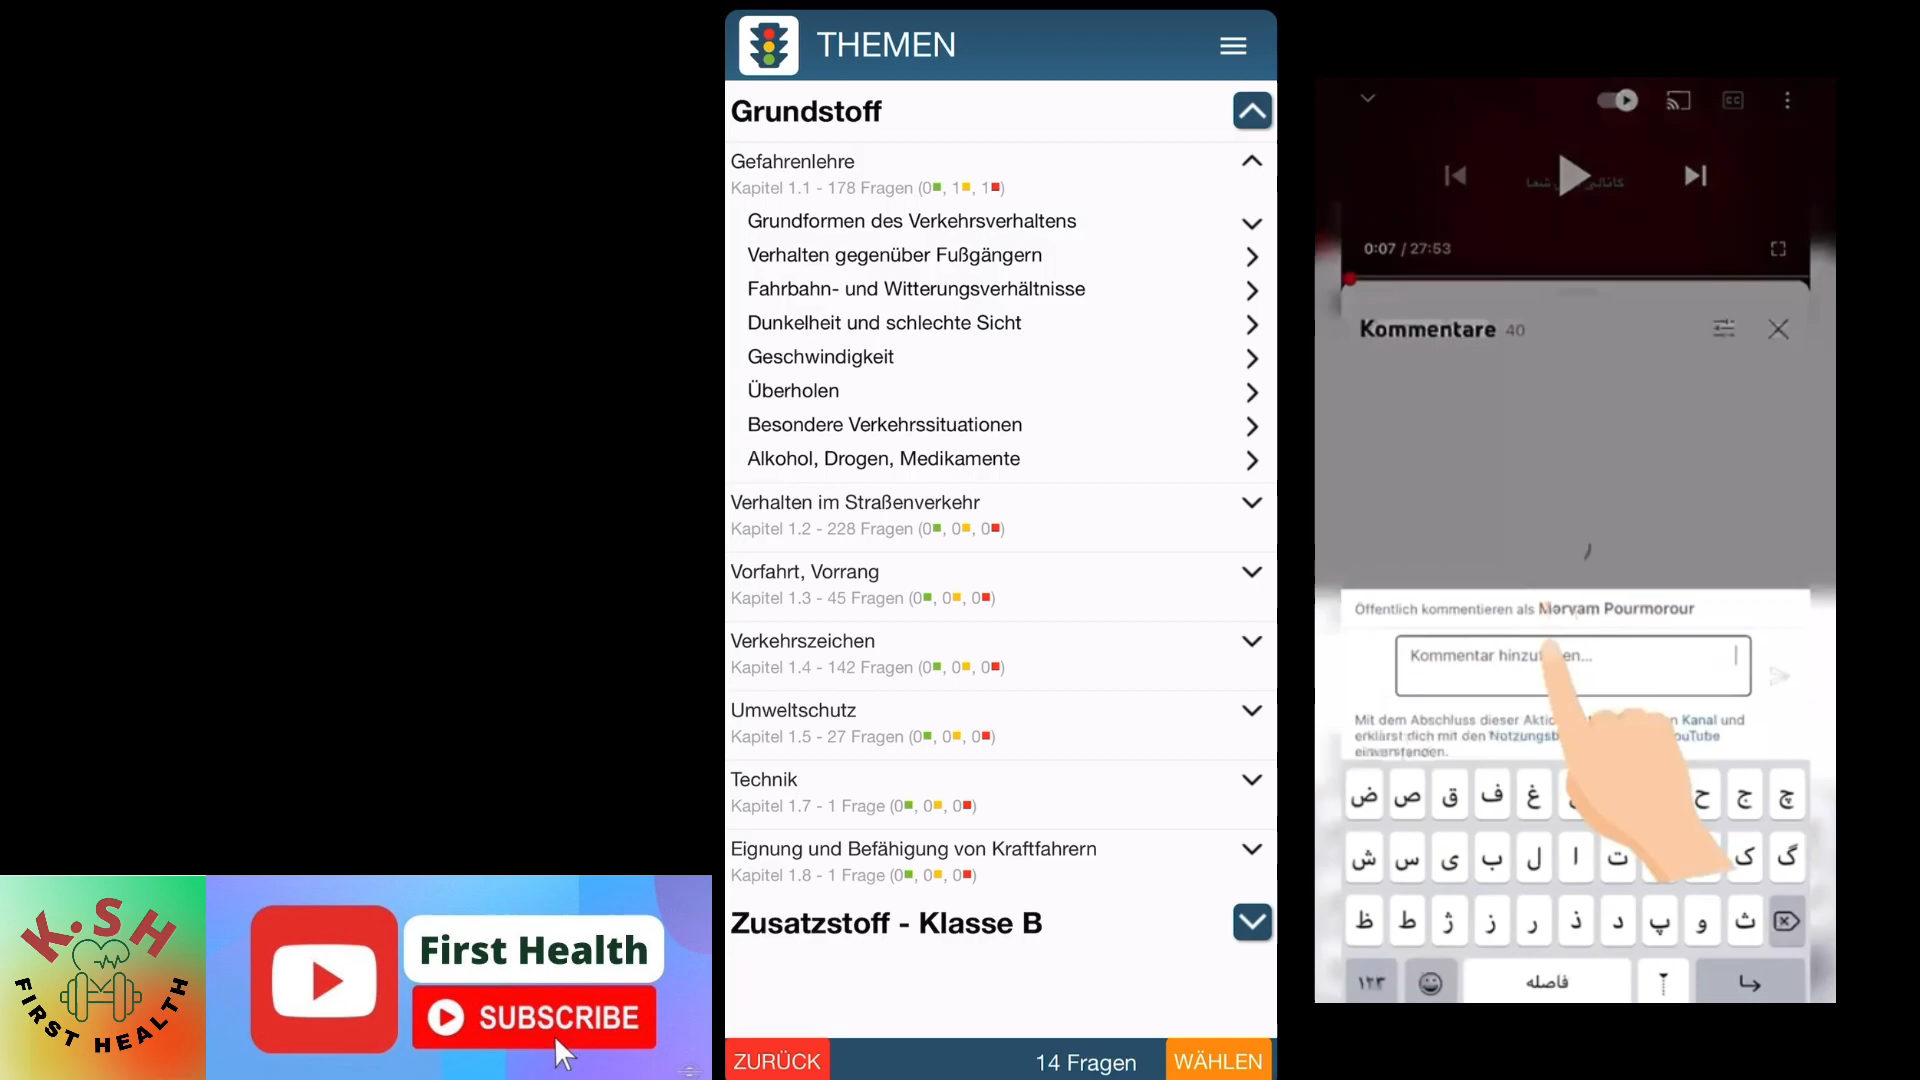 THEMEN
Grundstoff
Gefahrenlehre
Kapitel 1.1 - 178 Fragen (0, 1, 1)
Grundformen des Verkehrsverhaltens
Verhalten gegenüber Fußgängern
Fahrbahn- und Witterungsverhältnisse
Dunkelheit und schlechte Sicht
Geschwindigkeit
Überholen
Besondere Verkehrssituationen
Alkohol, Drogen, Medikamente
Verhalten im Straßenverkehr
Kapitel 1.2 - 228 Fragen (0, 0, 0)
Vorfahrt, Vorrang
Kapitel 1.3 - 45 Fragen (0, 0, 0)
Verkehrszeichen
Kapitel 1.4 - 142 Fragen (0, 0, 0)
Umweltschutz
Kapitel 1.5 - 27 Fragen (0, 0, 0)
Technik
Kapitel 1.7 - 1 Frage (0, 0, 0)
Eignung und Befähigung von Kraftfahrern
Kapitel 1.8 - 1 Frage (0, 0, 0)
Zusatzstoff - Klasse B
ZURÜCK
14 Fragen
WÄHLEN
K.SH
FIRST HEALTH
First Health
SUBSCRIBE
CC
شما
0:07 / 27:53
Kommentare 40
Öffentlich kommentieren als Maryam Pourmorour
Kommentar
Mit dem Abschluss dieser Kanal und
erklärst dich mit den
einverstanden.
ض ص ق ف غ ح ج چ
ش س ی ب ل ا ت ک گ
ظ ط ژ ز ر ذ د پ و ث
۱۲۳
فاصله